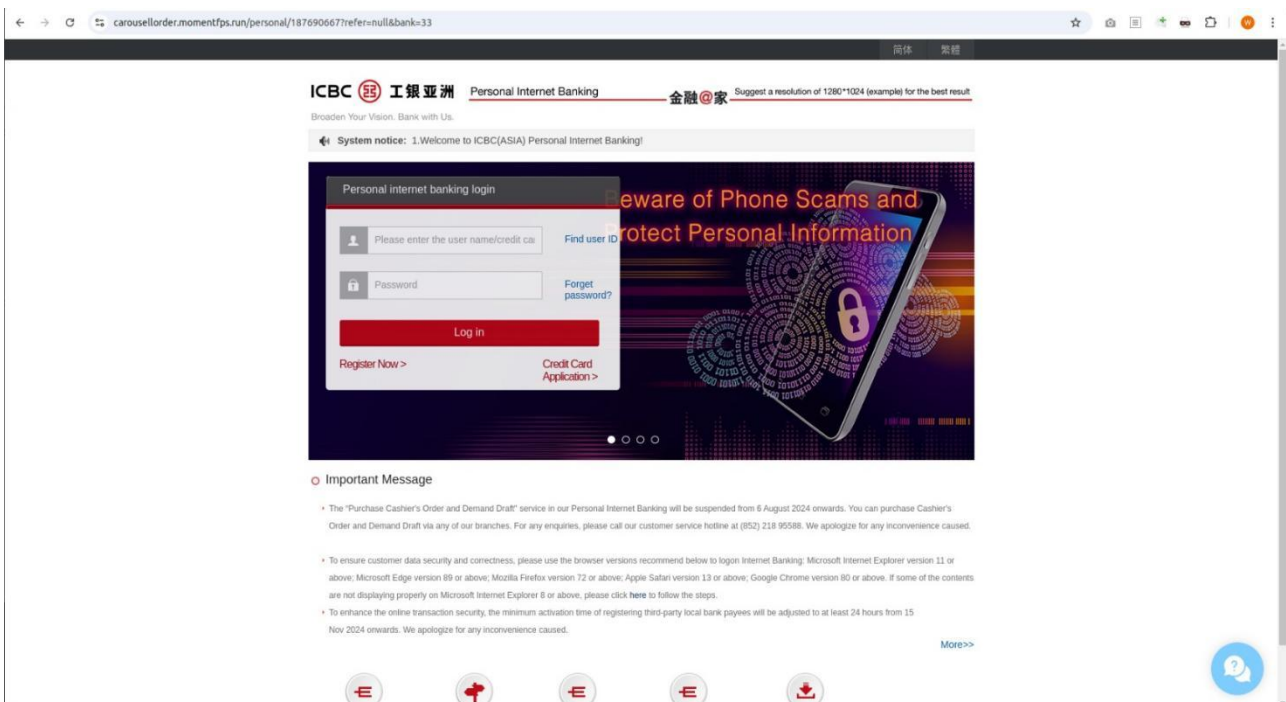 carousellorder.momentfps.run/personal/187690667?refer=null&bank=33
W
简体 繁體
ICBC 工银亚洲 Personal Internet Banking 金融@家 Suggest a resolution of 1280*1024 (example) for the best result
Broaden Your Vision. Bank with Us.
System notice: 1.Welcome to ICBC(ASIA) Personal Internet Banking!
Personal internet banking login
eware of Phone Scams and
rotect Personal Information
Please enter the user name/credit car
Find user ID
Password
Forget
password?
Log in
Register Now >
Credit Card
Application >
Important Message
The "Purchase Cashier's Order and Demand Draft" service in our Personal Internet Banking will be suspended from 6 August 2024 onwards. You can purchase Cashier's
Order and Demand Draft via any of our branches. For any enquiries, please call our customer service hotline at (852) 218 95588. We apologize for any inconvenience caused.
To ensure customer data security and correctness, please use the browser versions recommend below to logon Internet Banking: Microsoft Internet Explorer version 11 or
above; Microsoft Edge version 89 or above; Mozilla Firefox version 72 or above; Apple Safari version 13 or above; Google Chrome version 80 or above. If some of the contents
are not displaying properly on Microsoft Internet Explorer 8 or above, please click here to follow the steps.
To enhance the online transaction security, the minimum activation time of registering third-party local bank payees will be adjusted to at least 24 hours from 15
Nov 2024 onwards. We apologize for any inconvenience caused.
More>>